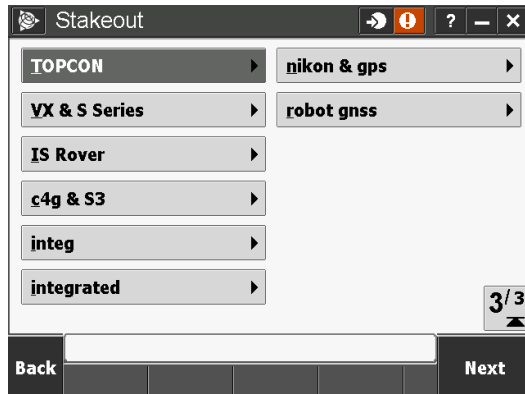 Stakeout
?
TOPCON
VX & S Series
IS Rover
c4g & S3
integ
integrated
nikon & gps
robot gnss
3/3
Back
Next